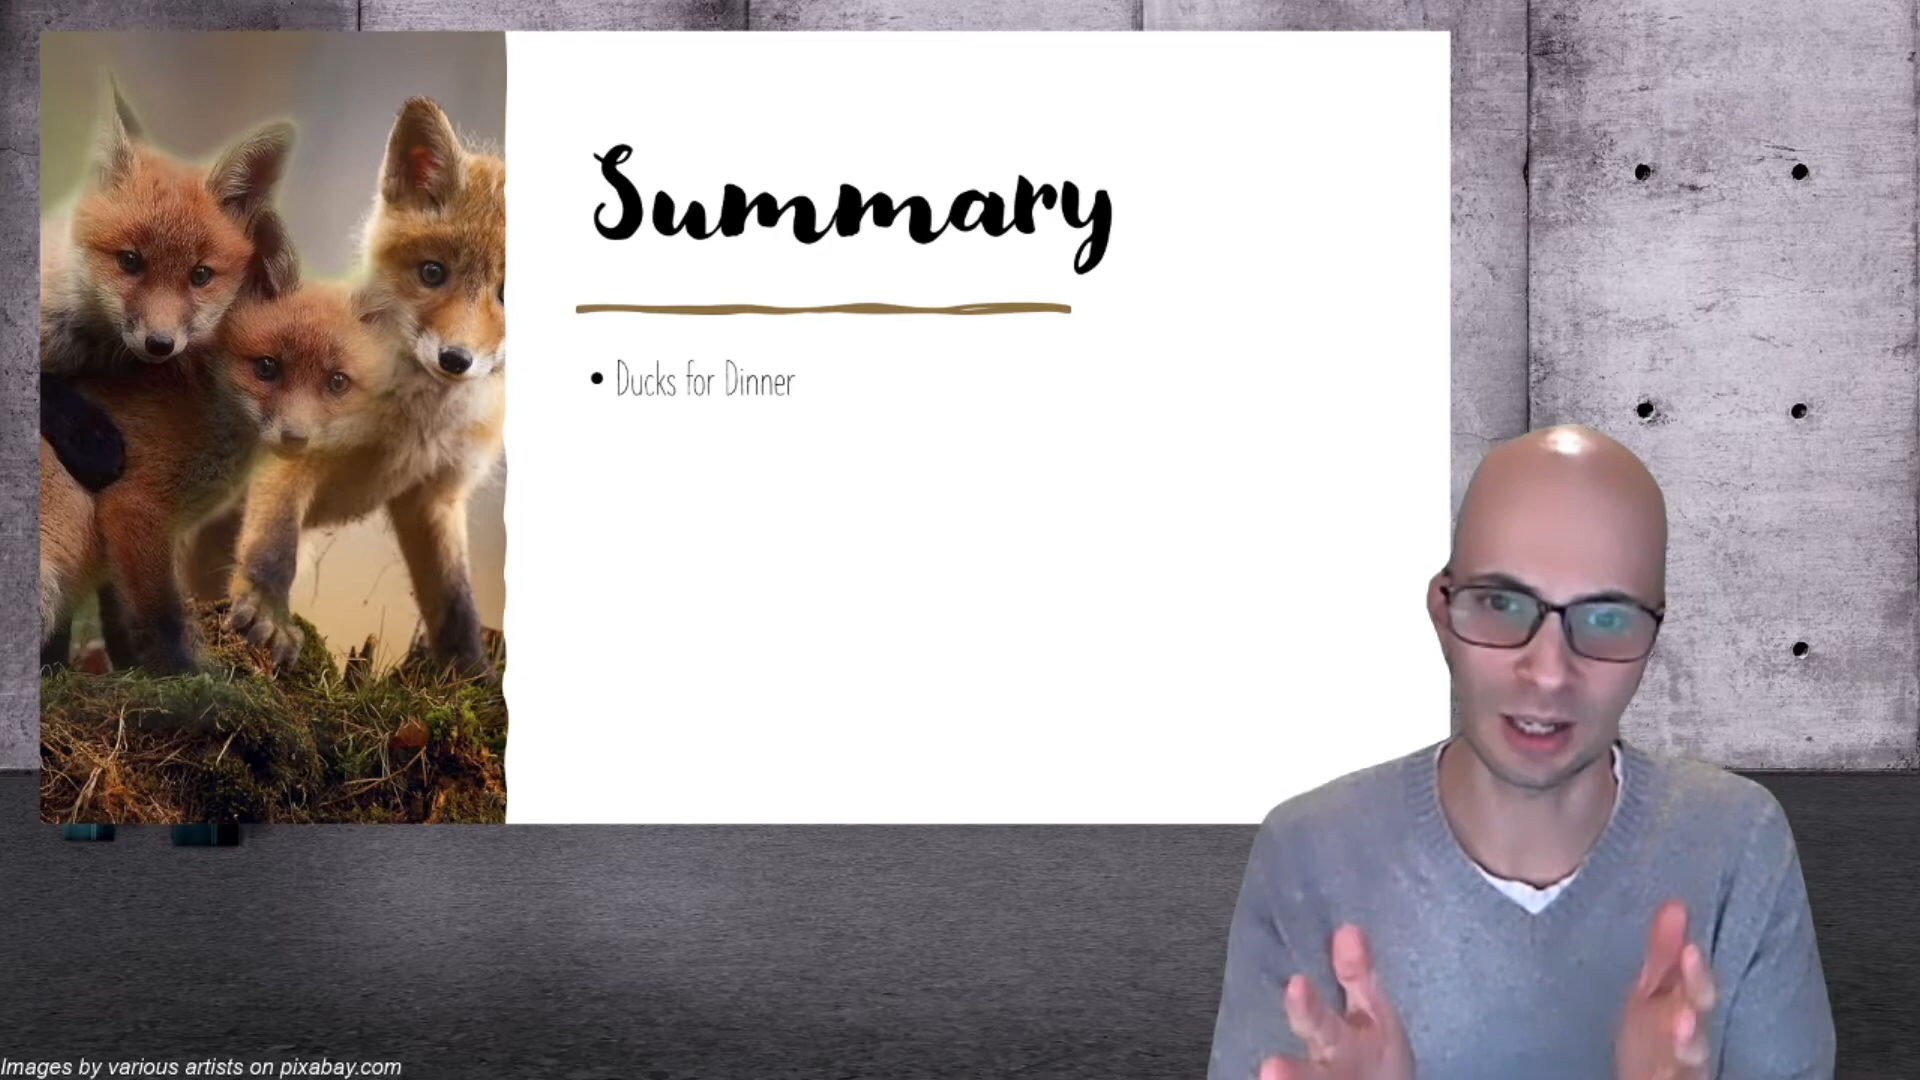 Summary
• Ducks for Dinner
Images by various artists on pixabay.com